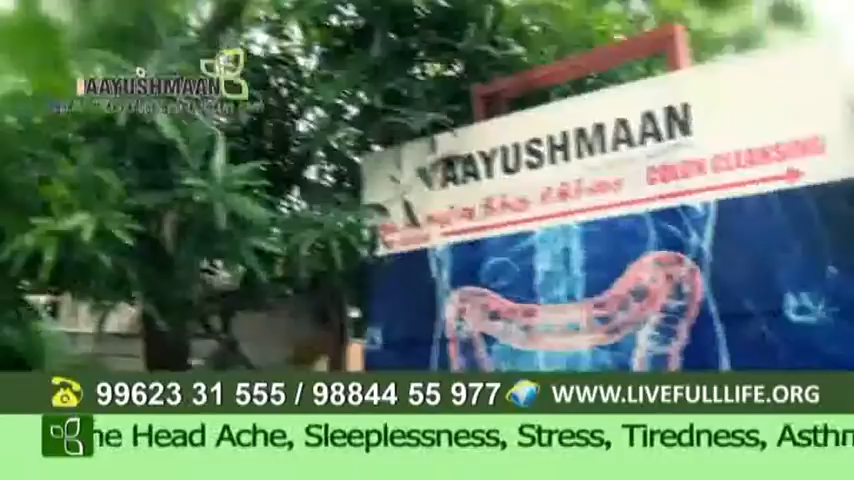 AAYUSHMAAN
VAAYUSHMAAN
COLON CLEANSING
99623 31 555 / 98844 55 977 WWW.LIVEFULLLIFE.ORG
he Head Ache, Sleeplessness, Stress, Tiredness, Asthm